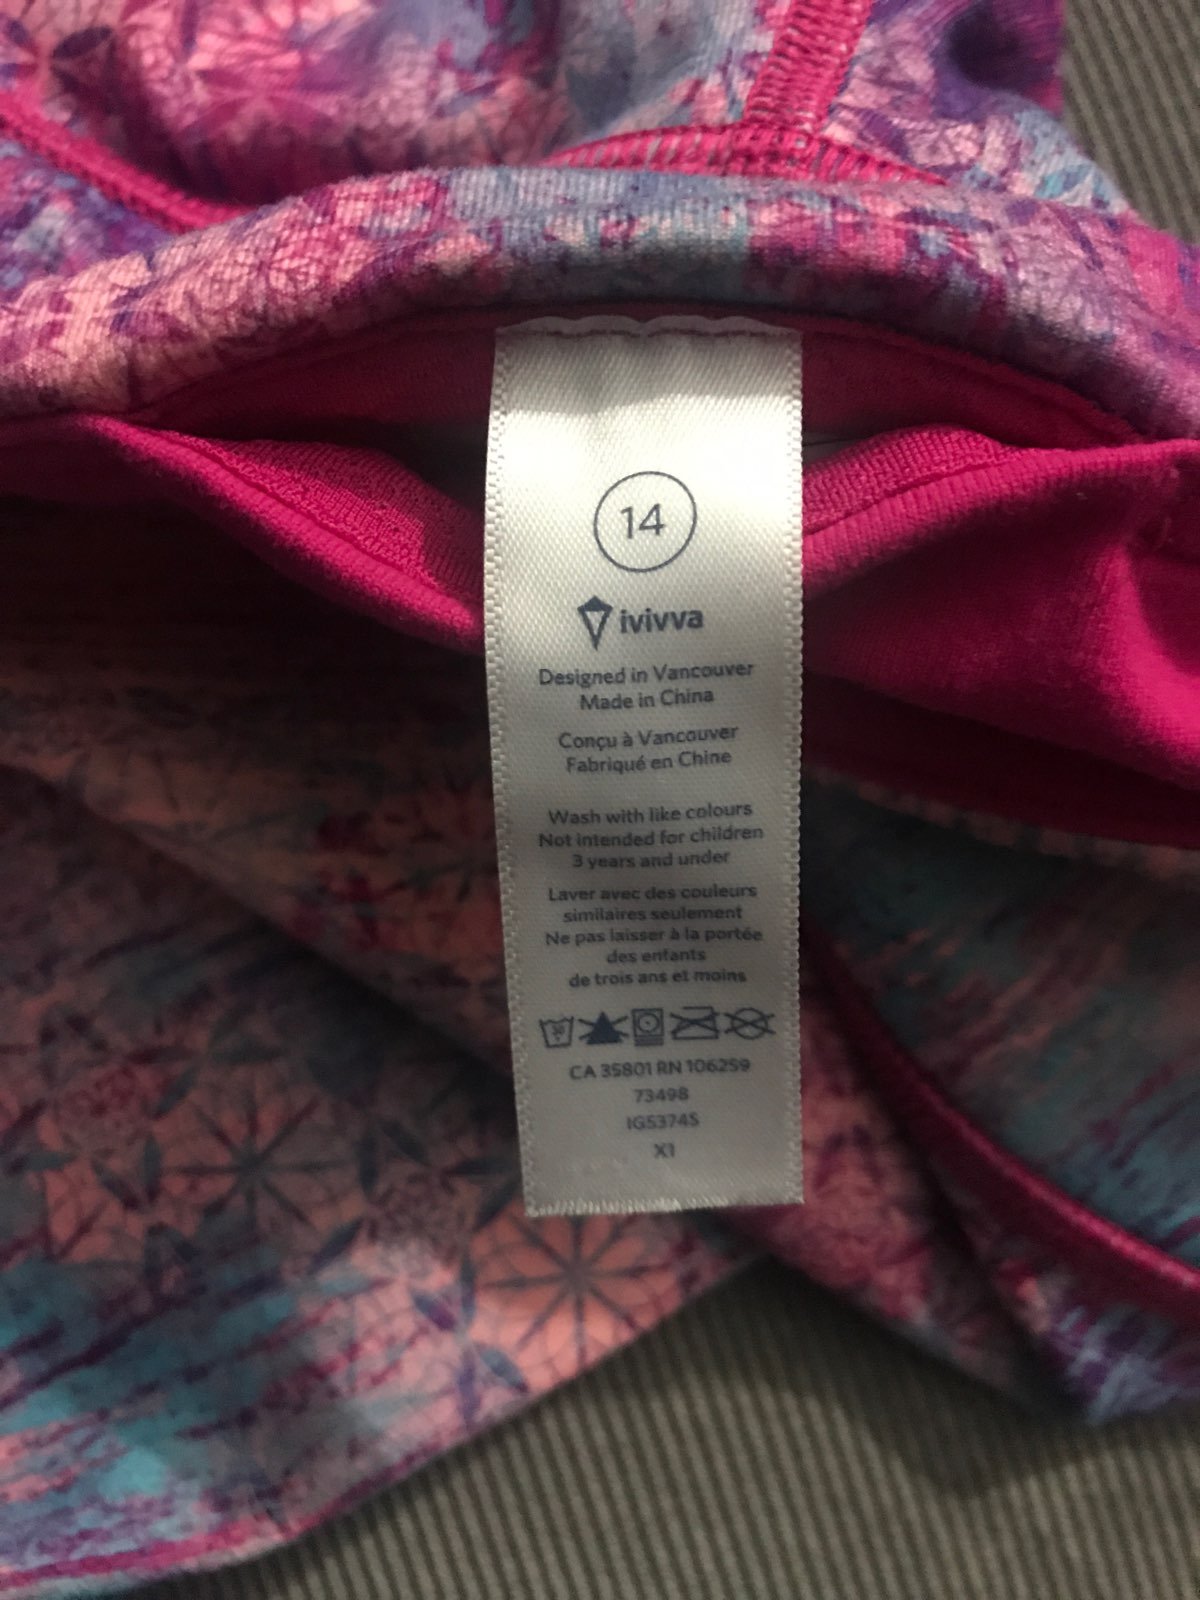 14
ivivva
Designed in Vancouver
Made in China
Conçu à Vancouver
Fabriqué en Chine
Wash with like colours
Not intended for children
3 years and under
Laver avec des couleurs
similaires seulement
Ne pas laisser à la portée
des enfants
de trois ans et moins
30
CA 35801 RN 106259
73498
IG5374S
X1